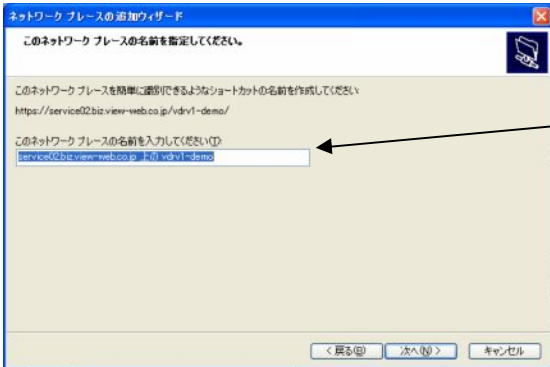 ネットワーク プレースの追加ウィザード
このネットワーク プレースの名前を指定してください。
このネットワーク プレースを簡単に識別できるようなショートカットの名前を作成してください:
https://service02.biz.view-web.co.jp/vdrv1-demo/
このネットワーク プレースの名前を入力してください(T):
service02.biz.view-web.co.jp 上の vdrv1-demo
< 戻る(B)
次へ(N) >
キャンセル